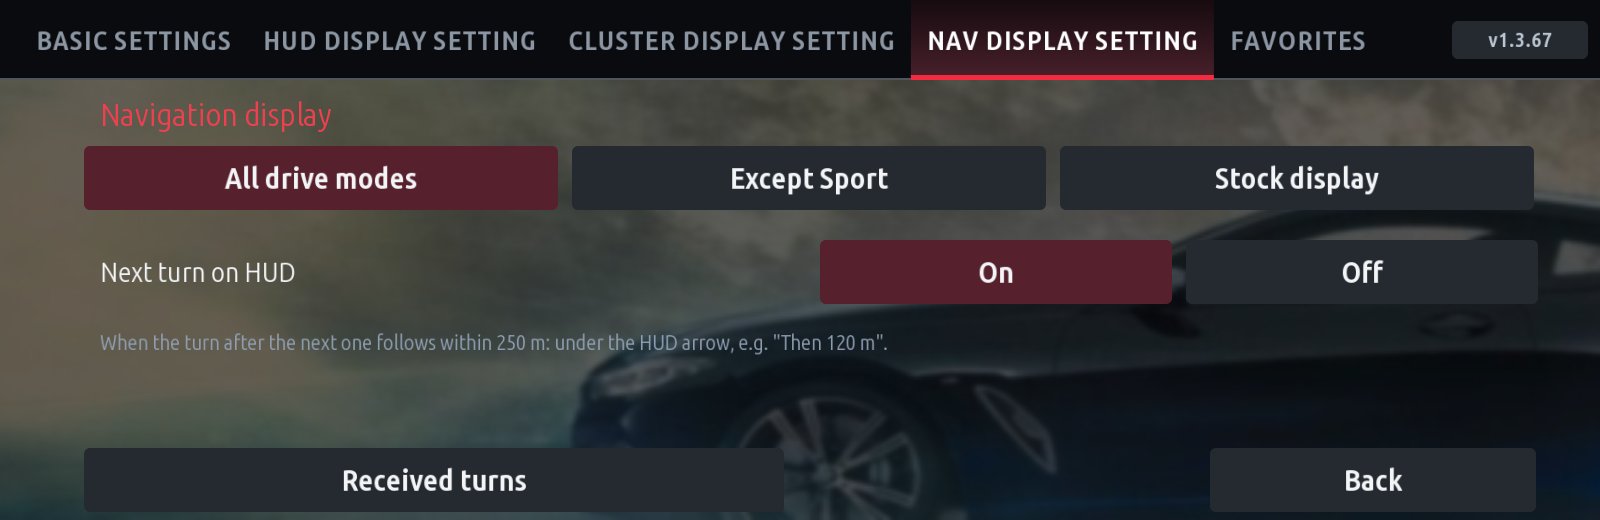 BASIC SETTINGS HUD DISPLAY SETTING CLUSTER DISPLAY SETTING NAV DISPLAY SETTING FAVORITES v1.3.67
Navigation display
All drive modes Except Sport Stock display
Next turn on HUD On Off
When the turn after the next one follows within 250 m: under the HUD arrow, e.g. "Then 120 m".
Received turns Back